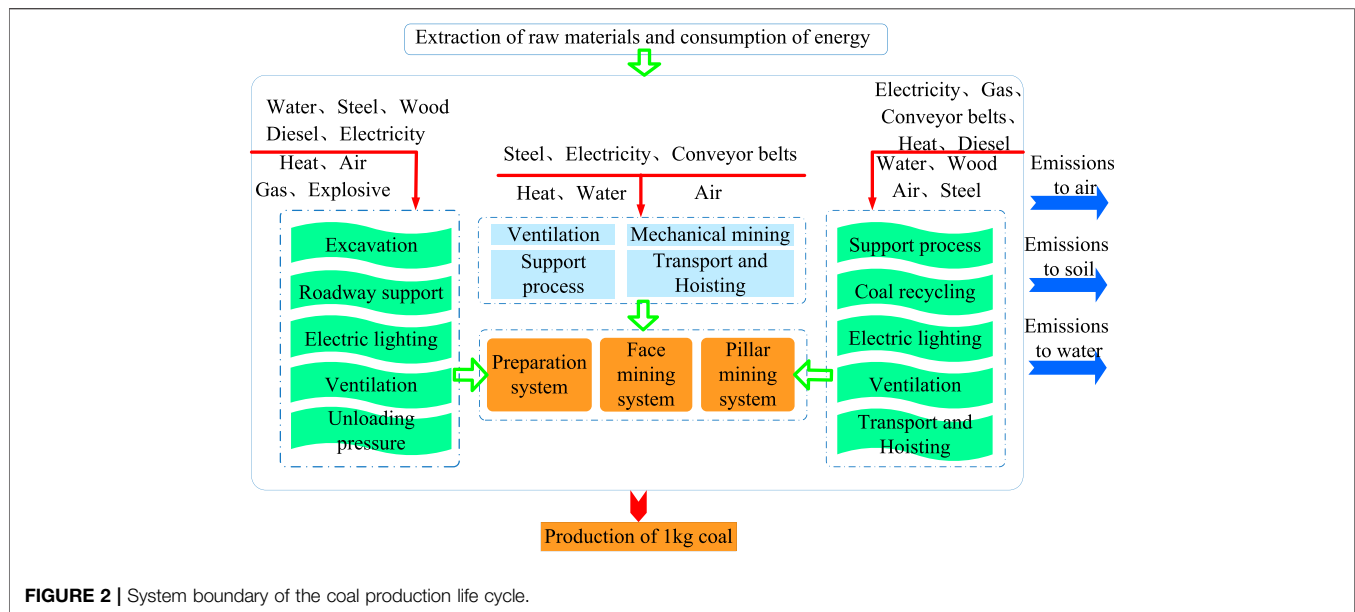 Extraction of raw materials and consumption of energy
Water、Steel、Wood
Diesel、Electricity
Heat、Air
Gas、Explosive
Steel、Electricity、Conveyor belts
Heat、Water
Air
Electricity、Gas、
Conveyor belts、
Heat、Diesel
Water、Wood
Air、Steel
Emissions
to air
Emissions
to soil
Emissions
to water
Excavation
Roadway support
Electric lighting
Ventilation
Unloading
pressure
Ventilation
Mechanical mining
Support
process
Transport and
Hoisting
Preparation
system
Face
mining
system
Pillar
mining
system
Support process
Coal recycling
Electric lighting
Ventilation
Transport and
Hoisting
Production of 1kg coal
FIGURE 2 | System boundary of the coal production life cycle.